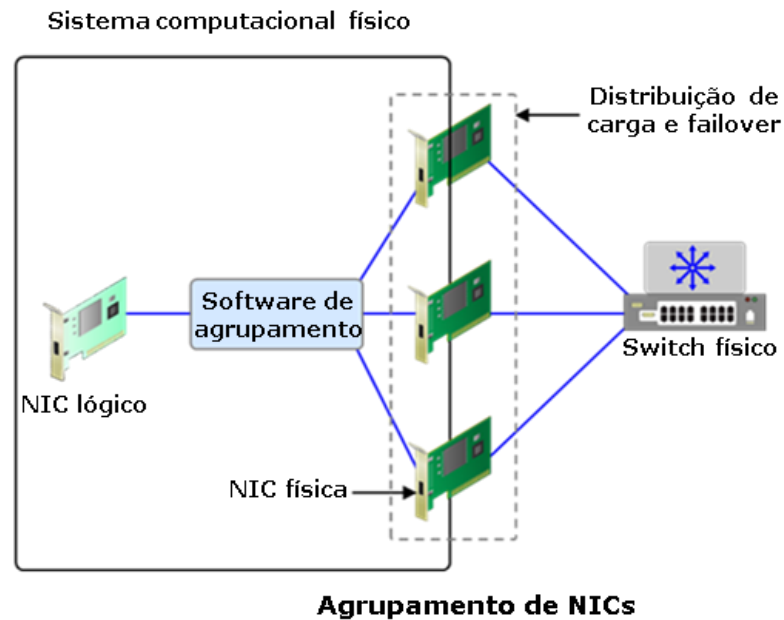 Sistema computacional físico
Distribuição de
carga e failover
Software de
agrupamento
NIC lógico
Switch físico
NIC física
Agrupamento de NICs